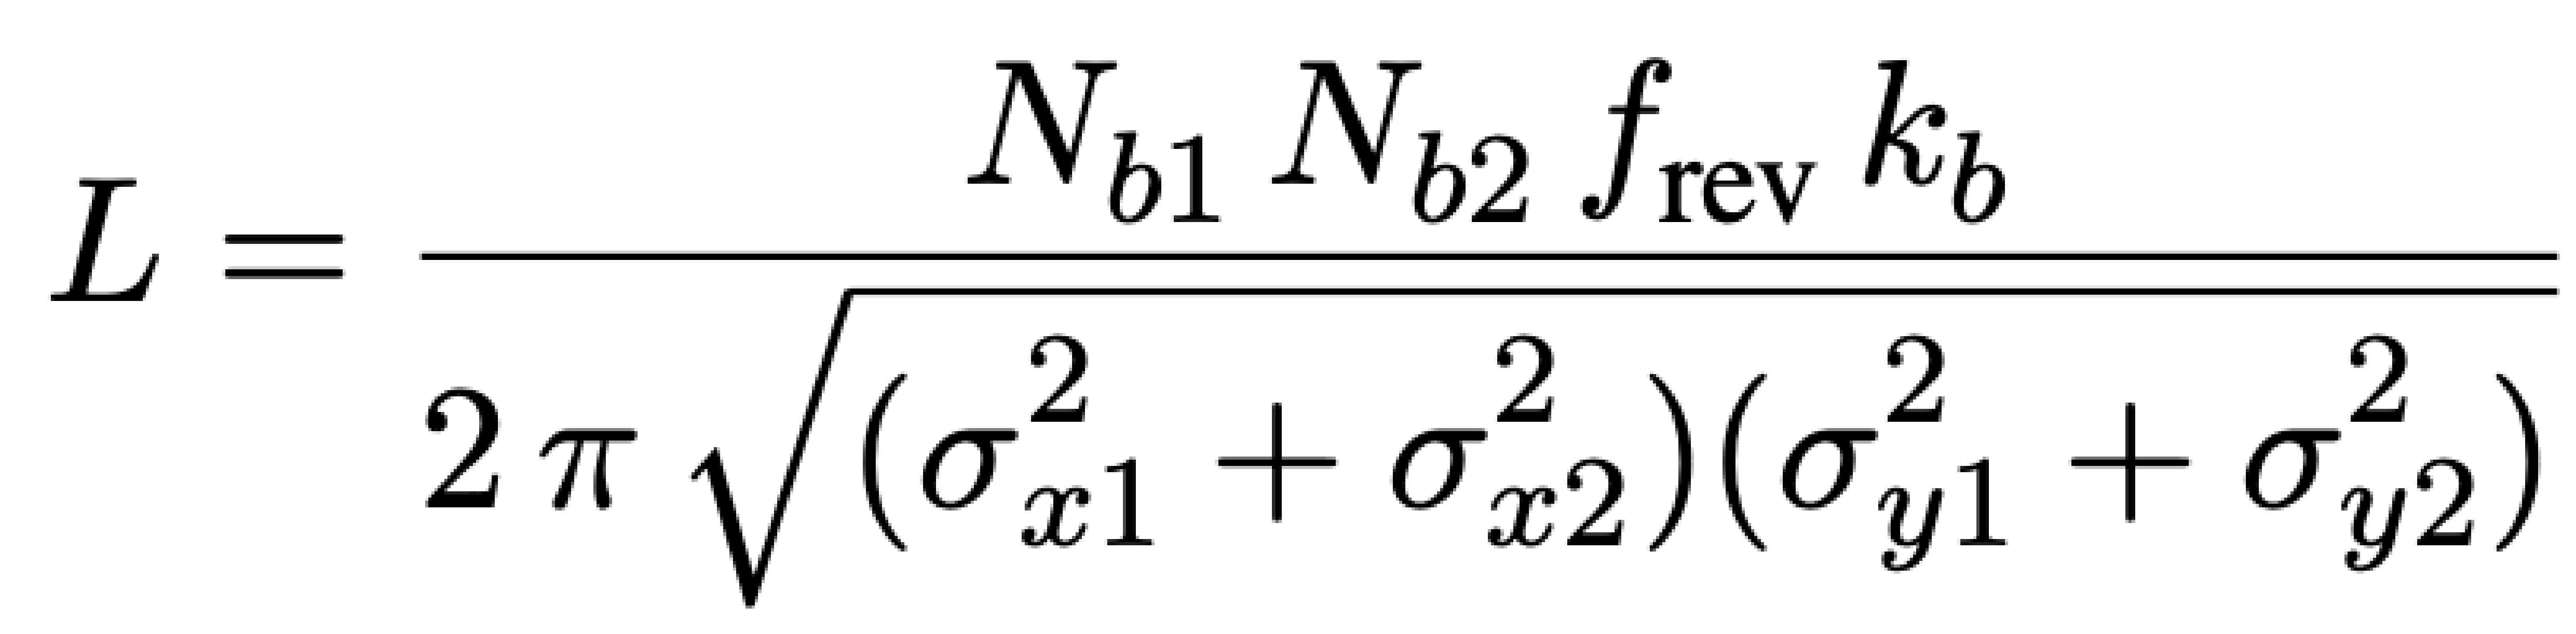 L = \frac{N_{b1} N_{b2} f_{\text{rev}} k_b}{2 \pi \sqrt{(\sigma_{x1}^2 + \sigma_{x2}^2)(\sigma_{y1}^2 + \sigma_{y2}^2)}}